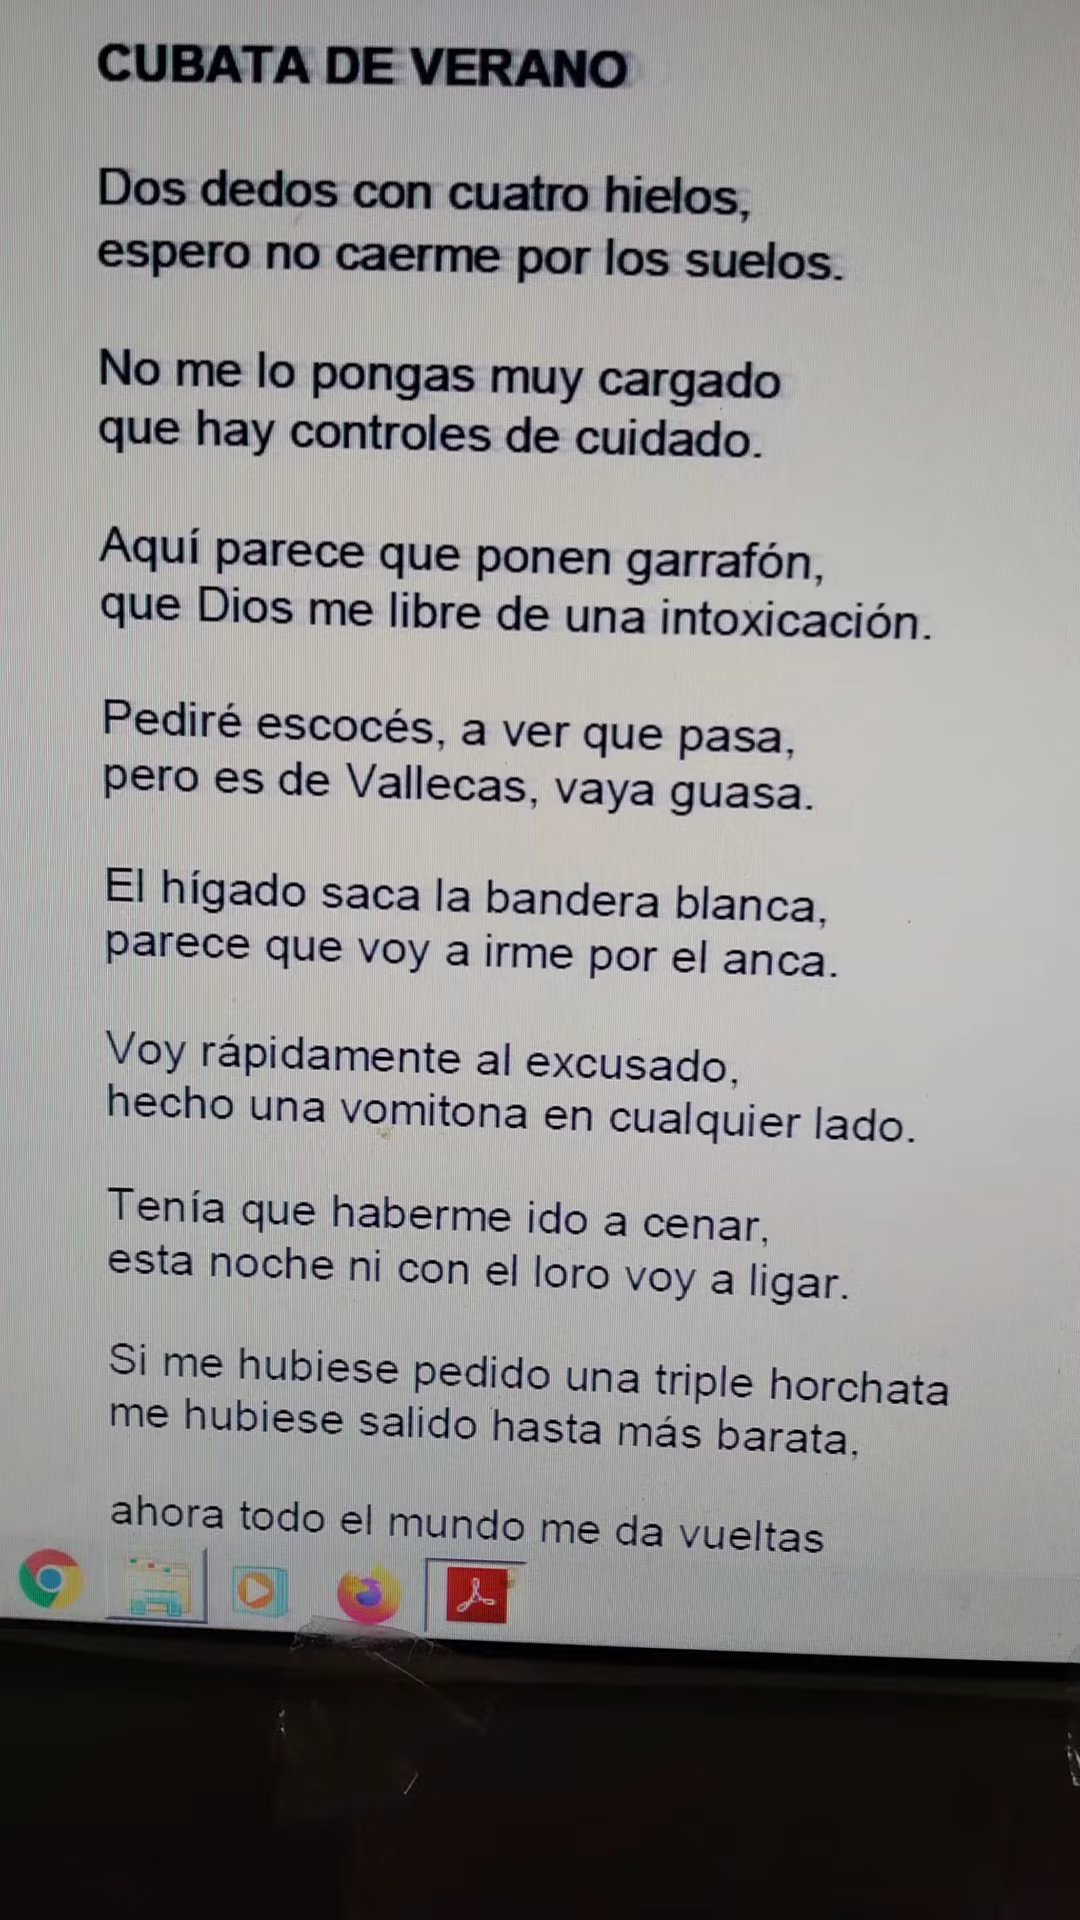 CUBATA DE VERANO
Dos dedos con cuatro hielos,
espero no caerme por los suelos.
No me lo pongas muy cargado
que hay controles de cuidado.
Aquí parece que ponen garrafón,
que Dios me libre de una intoxicación.
Pediré escocés, a ver que pasa,
pero es de Vallecas, vaya guasa.
El hígado saca la bandera blanca,
parece que voy a irme por el anca.
Voy rápidamente al excusado,
hecho una vomitona en cualquier lado.
Tenía que haberme ido a cenar,
esta noche ni con el loro voy a ligar.
Si me hubiese pedido una triple horchata
me hubiese salido hasta más barata,
ahora todo el mundo me da vueltas